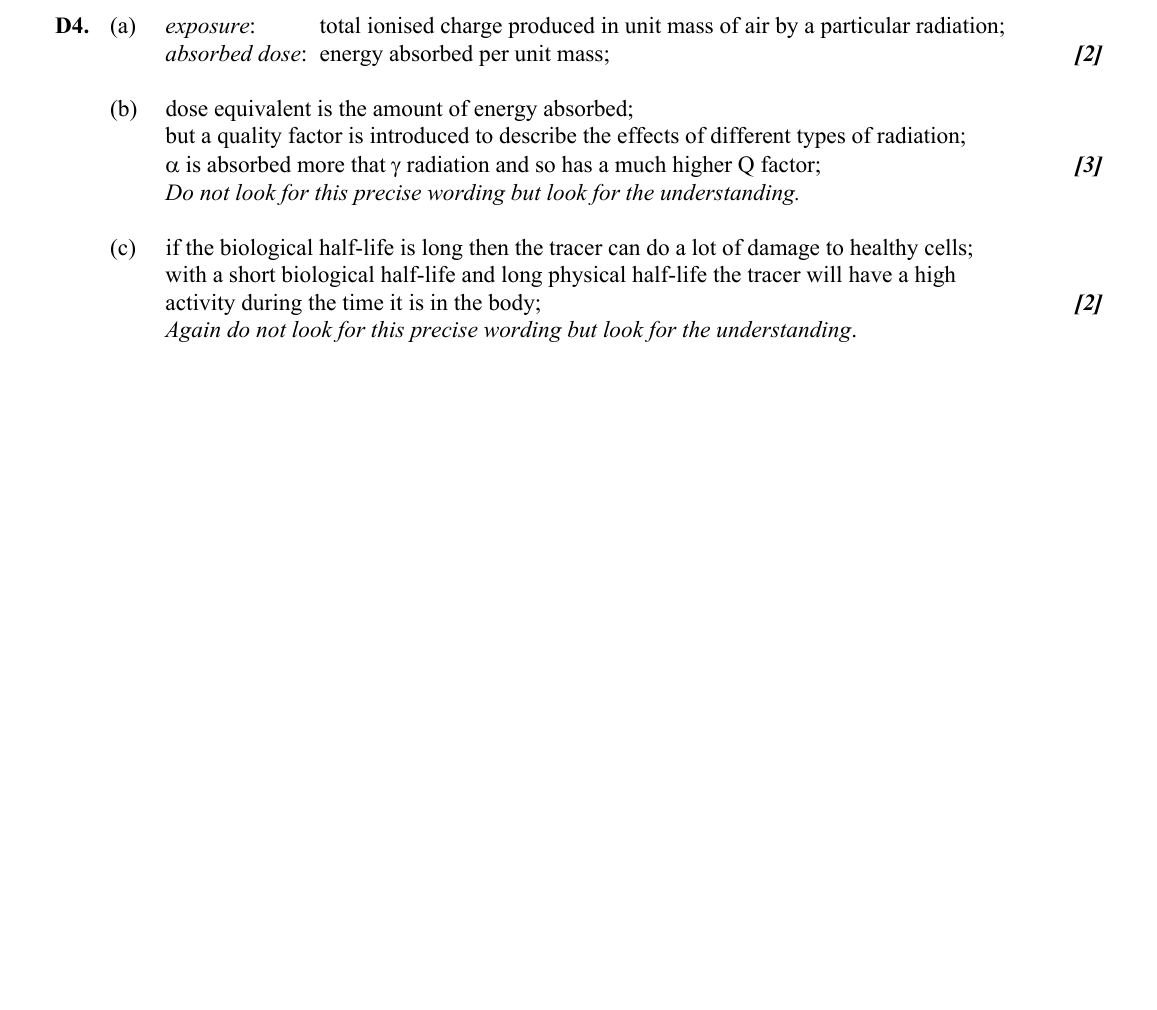 D4. (a) exposure: total ionised charge produced in unit mass of air by a particular radiation;
absorbed dose: energy absorbed per unit mass; [2]
(b) dose equivalent is the amount of energy absorbed;
but a quality factor is introduced to describe the effects of different types of radiation;
α is absorbed more that γ radiation and so has a much higher Q factor; [3]
Do not look for this precise wording but look for the understanding.
(c) if the biological half-life is long then the tracer can do a lot of damage to healthy cells;
with a short biological half-life and long physical half-life the tracer will have a high
activity during the time it is in the body; [2]
Again do not look for this precise wording but look for the understanding.